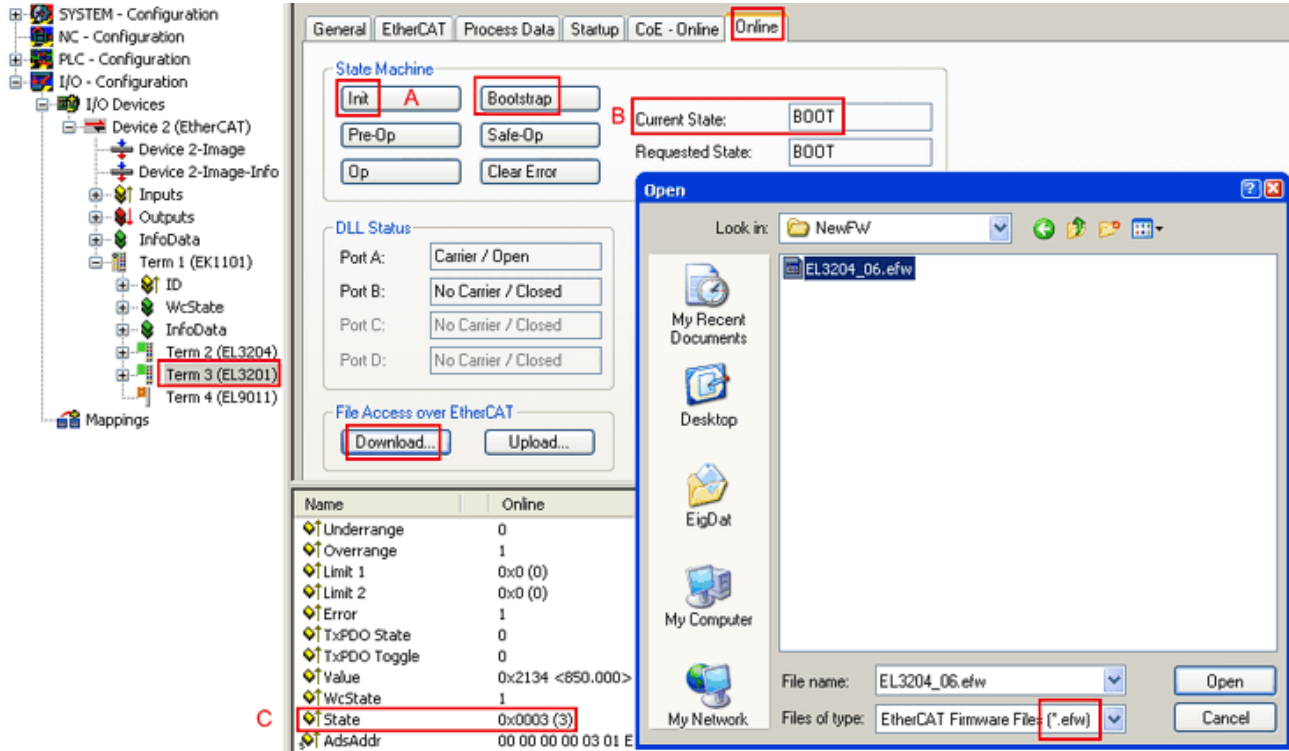 SYSTEM - Configuration
NC - Configuration
PLC - Configuration
I/O - Configuration
I/O Devices
Device 2 (EtherCAT)
Device 2-Image
Device 2-Image-Info
Inputs
Outputs
InfoData
Term 1 (EK1101)
ID
WcState
InfoData
Term 2 (EL3204)
Term 3 (EL3201)
Term 4 (EL9011)
Mappings
General EtherCAT Process Data Startup CoE - Online Online
State Machine
Init A Bootstrap
Pre-Op Safe-Op
Op Clear Error
B Current State: BOOT
Requested State: BOOT
DLL Status
Port A: Carrier / Open
Port B: No Carrier / Closed
Port C: No Carrier / Closed
Port D: No Carrier / Closed
File Access over EtherCAT
Download... Upload...
Name Online
Underrange 0
Overrange 1
Limit 1 0x0 (0)
Limit 2 0x0 (0)
Error 1
TxPDO State 0
TxPDO Toggle 0
Value 0x2134 <850.000>
WcState 1
C State 0x0003 (3)
AdsAddr 00 00 00 00 03 01 E
Open
Look in: NewFW
EL3204_06.efw
My Recent
Documents
Desktop
EigDat
My Computer
My Network
File name: EL3204_06.efw Open
Files of type: EtherCAT Firmware Files (*.efw) Cancel